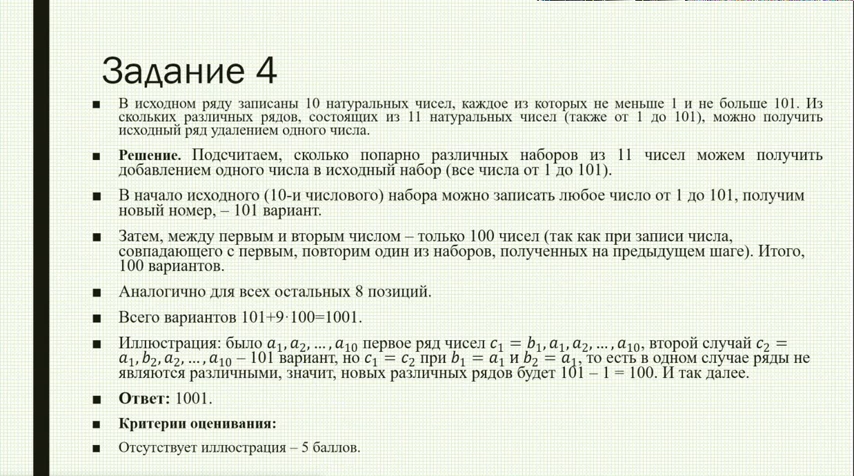 Задание 4
▪ В исходном ряду записаны 10 натуральных чисел, каждое из которых не меньше 1 и не больше 101. Из
скольких различных рядов, состоящих из 11 натуральных чисел (также от 1 до 101), можно получить
исходный ряд удалением одного числа.
▪ Решение. Подсчитаем, сколько попарно различных наборов из 11 чисел можем получить
добавлением одного числа в исходный набор (все числа от 1 до 101).
▪ В начало исходного (10-и числового) набора можно записать любое число от 1 до 101, получим
новый номер, – 101 вариант.
▪ Затем, между первым и вторым числом – только 100 чисел (так как при записи числа,
совпадающего с первым, повторим один из наборов, полученных на предыдущем шаге). Итого,
100 вариантов.
▪ Аналогично для всех остальных 8 позиций.
▪ Всего вариантов 101+9·100=1001.
▪ Иллюстрация: было a₁, a₂, … , a₁₀ первое ряд чисел c₁ = b₁, a₁, a₂, … , a₁₀, второй случай c₂ =
a₁, b₂, a₂, … , a₁₀ – 101 вариант, но c₁ = c₂ при b₁ = a₁ и b₂ = a₁, то есть в одном случае ряды не
являются различными, значит, новых различных рядов будет 101 – 1 = 100. И так далее.
▪ Ответ: 1001.
▪ Критерии оценивания:
▪ Отсутствует иллюстрация – 5 баллов.